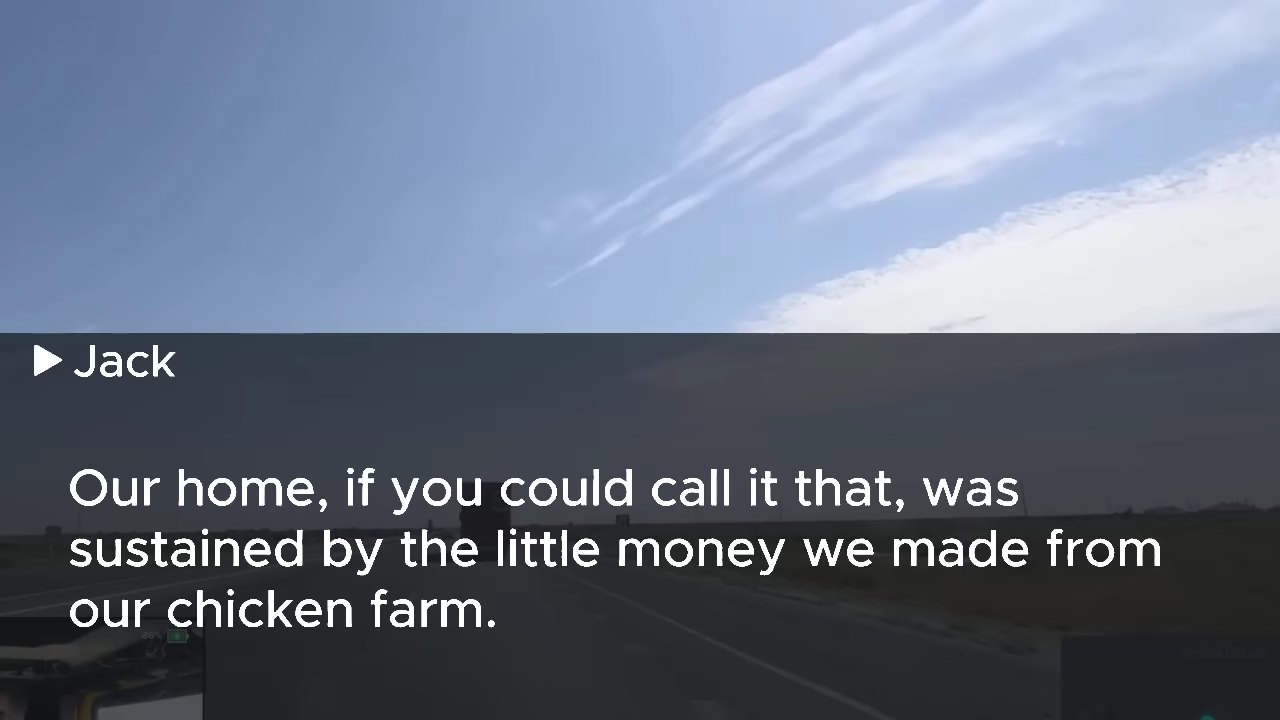 Jack
Our home, if you could call it that, was
sustained by the little money we made from
our chicken farm.
86%